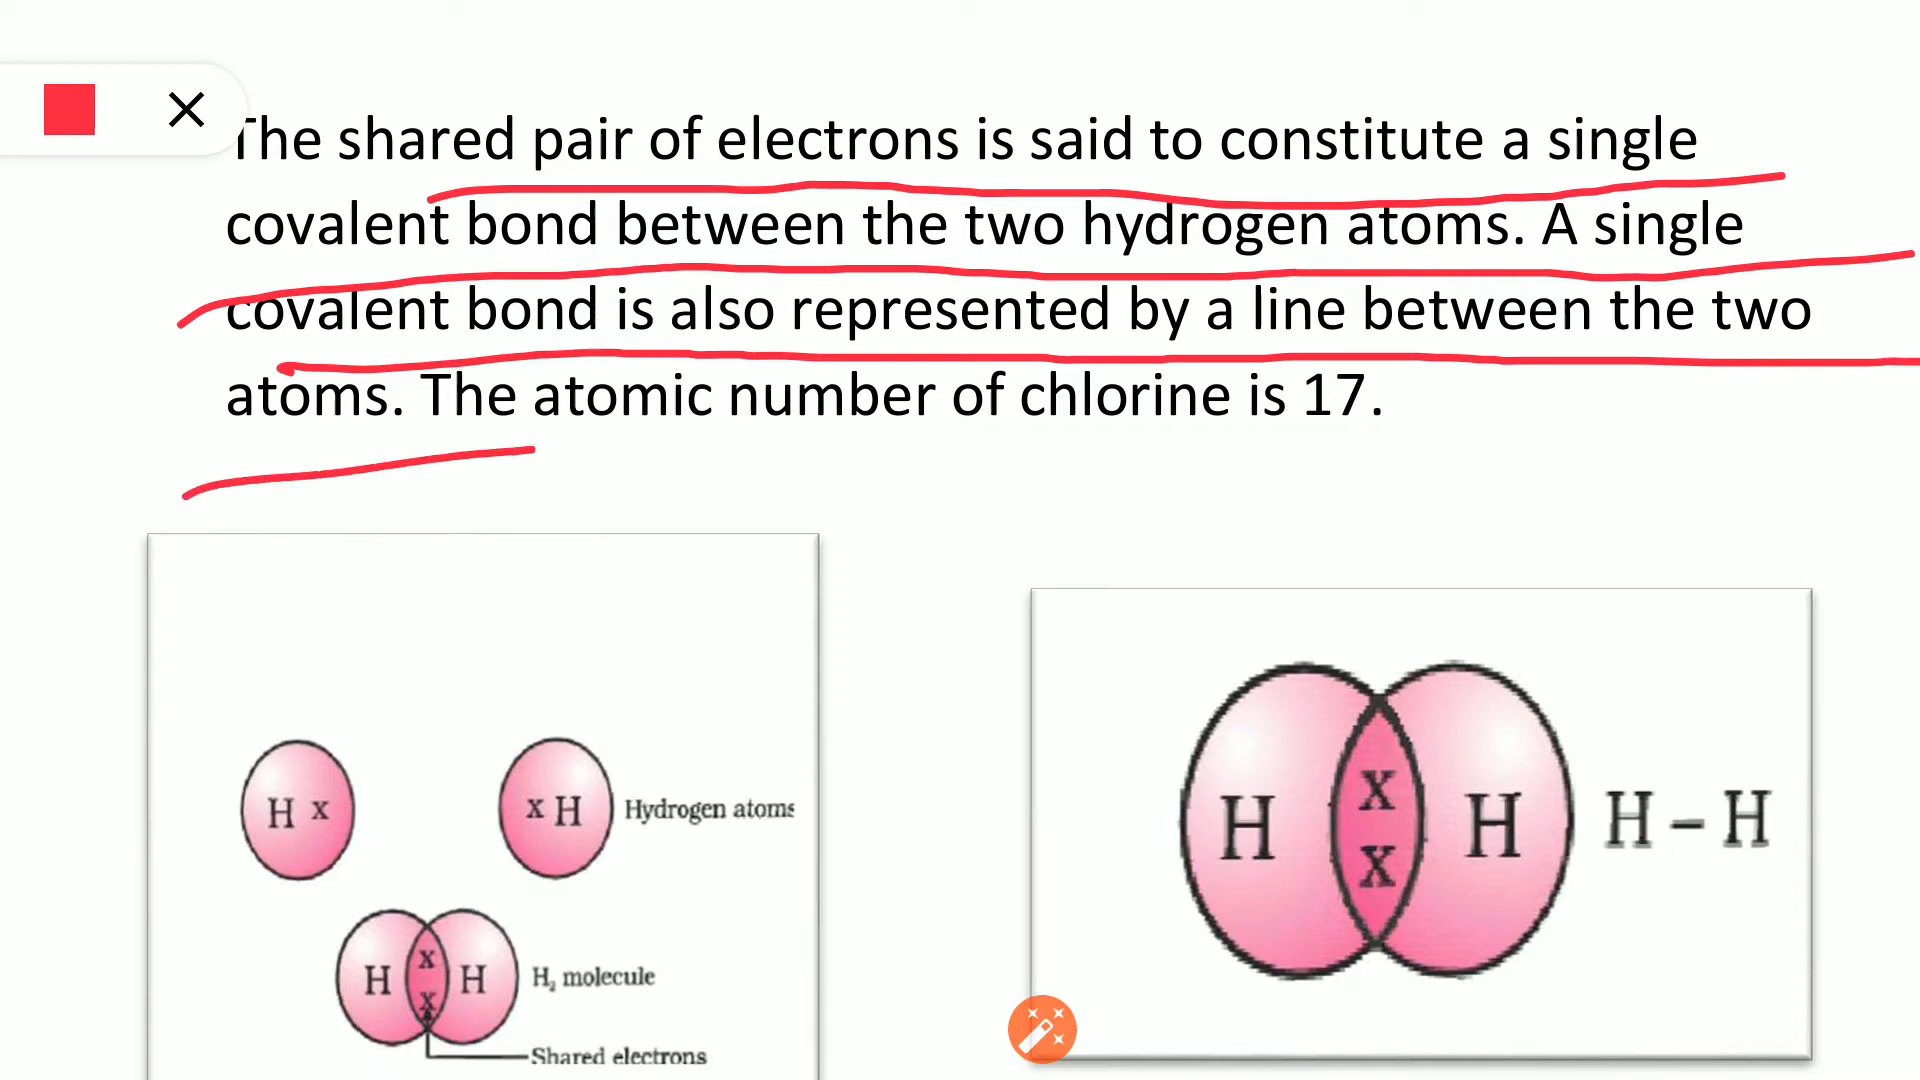 The shared pair of electrons is said to constitute a single
covalent bond between the two hydrogen atoms. A single
covalent bond is also represented by a line between the two
atoms. The atomic number of chlorine is 17.
H x
x H Hydrogen atoms
H x x H H₂ molecule
Shared electrons
H x x H H – H